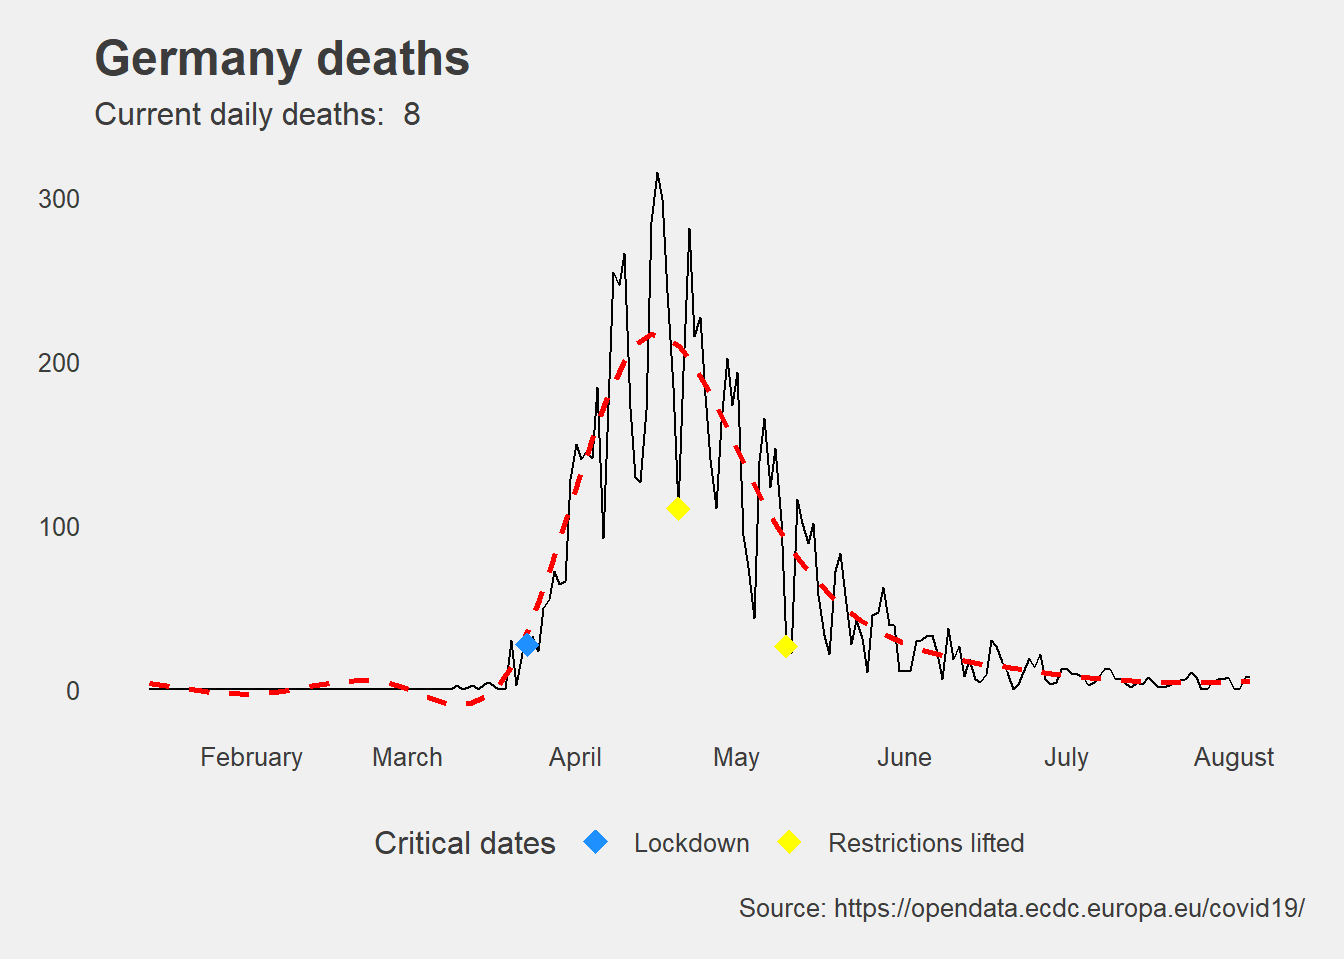 Germany deaths
Current daily deaths:  8
300
200
100
0
February March April May June July August
Critical dates Lockdown Restrictions lifted
Source: https://opendata.ecdc.europa.eu/covid19/